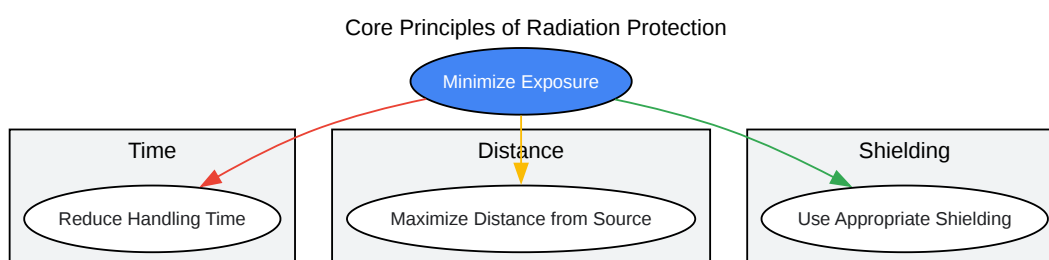 Core Principles of Radiation Protection
Minimize Exposure
Time
Distance
Shielding
Reduce Handling Time
Maximize Distance from Source
Use Appropriate Shielding